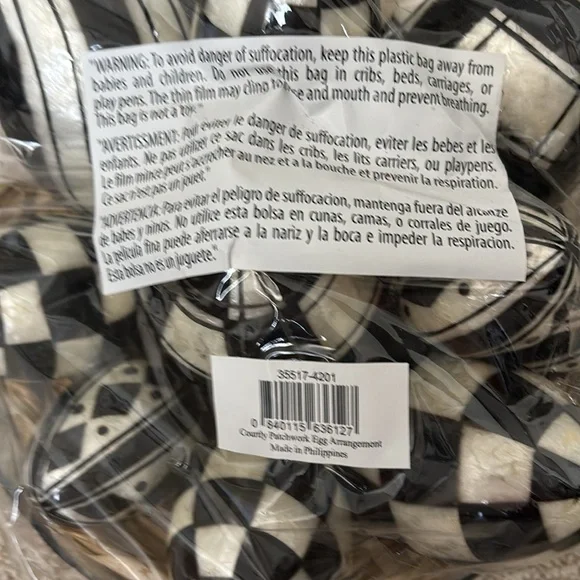 "WARNING: To avoid danger of suffocation, keep this plastic bag away from
babies and children. Do not use this bag in cribs, beds, carriages, or
play pens. The thin film may cling to nose and mouth and prevent breathing.
This bag is not a toy."
"AVERTISSMENT: Pour eviter le danger de suffocation, eviter les bebes et les
enfants. Ne pas utiliser ce sac dans les cribs, les lits carriers, ou playpens.
Le film mine peut s'accrocher au nez et a la bouche et prevenir la respiration.
Ce sac n'est pas un jouet."
"ADVERTENCIA: Para evitar el peligro de suffocacion, mantenga fuera del alcanze
de babes y ninos. No utilice esta bolsa en cunas, camas, o corrales de juego.
La pelicula fina puede aferrarse a la nariz y la boca e impeder la respiracion.
Esta bolsa no es un juguete."
35517-4201
0 840115 636127
Courtly Patchwork Egg Arrangement
Made in Philippines